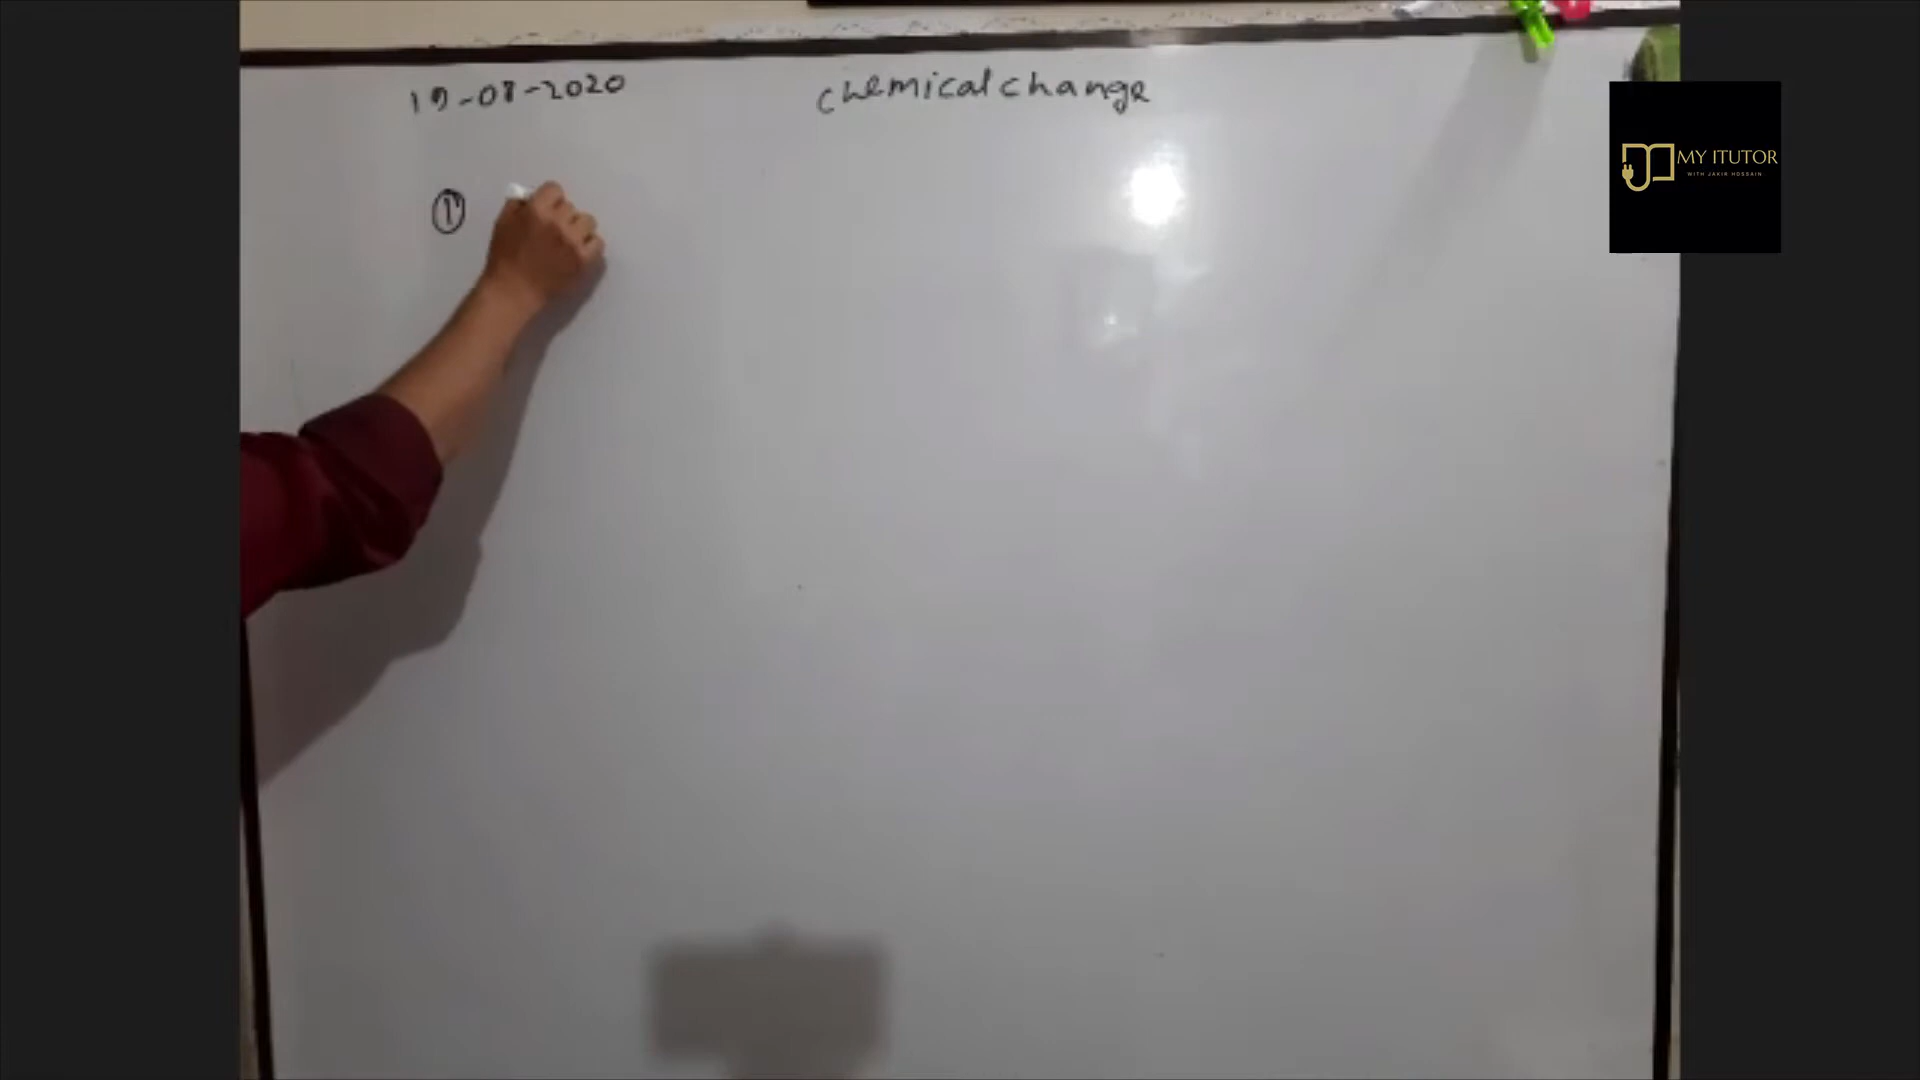 19-08-2020
chemical change
①
MY ITUTOR
WITH JAKIR HOSSAIN